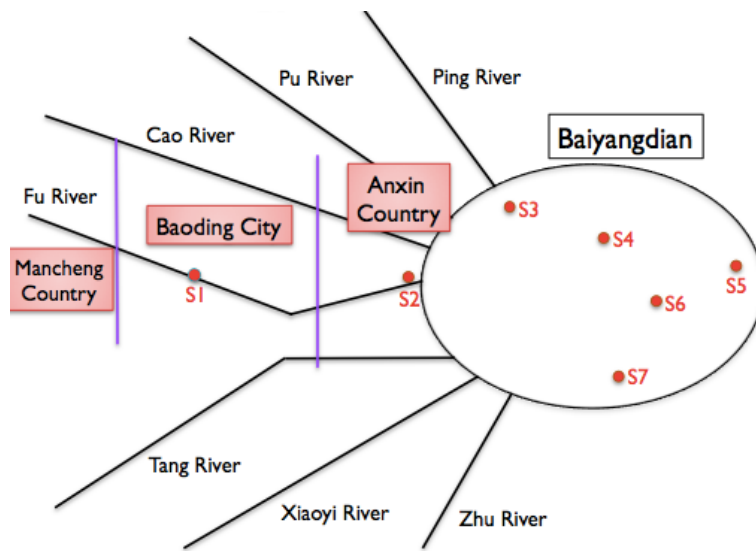 Ping River
Pu River
Baiyangdian
Cao River
Anxin
Country
Fu River
Baoding City
S3
S4
Mancheng
Country
S1
S2
S5
S6
S7
Tang River
Xiaoyi River
Zhu River